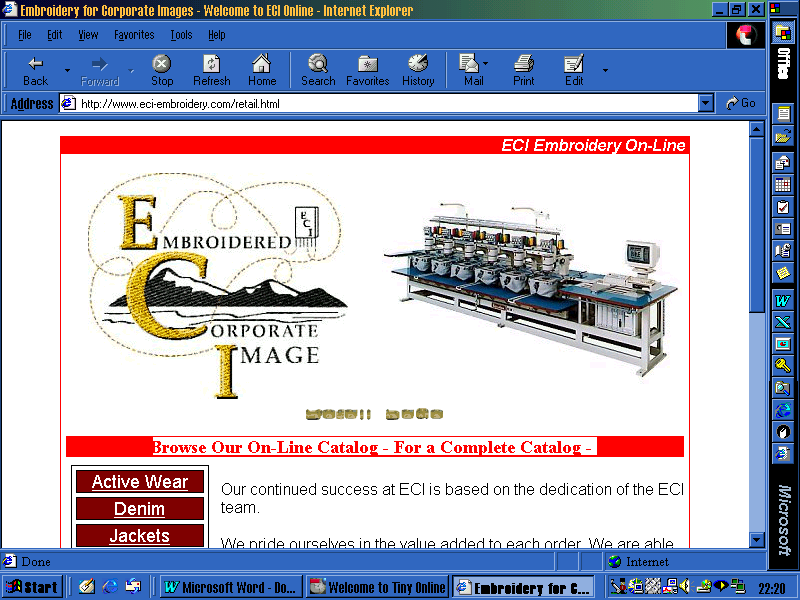 Embroidery for Corporate Images - Welcome to ECI Online - Internet Explorer
File Edit View Favorites Tools Help
Back Forward Stop Refresh Home Search Favorites History Mail Print Edit
Address http://www.eci-embroidery.com/retail.html Go
Office
ECI Embroidery On-Line
EMBROIDERED
ECI
CORPORATE
IMAGE
Browse Our On-Line Catalog - For a Complete Catalog -
Active Wear
Denim
Jackets
Our continued success at ECI is based on the dedication of the ECI
team.
We pride ourselves in the value added to each order. We are able
Microsoft
Done Internet
Start Microsoft Word - Do... Welcome to Tiny Online Embroidery for C... 22:20